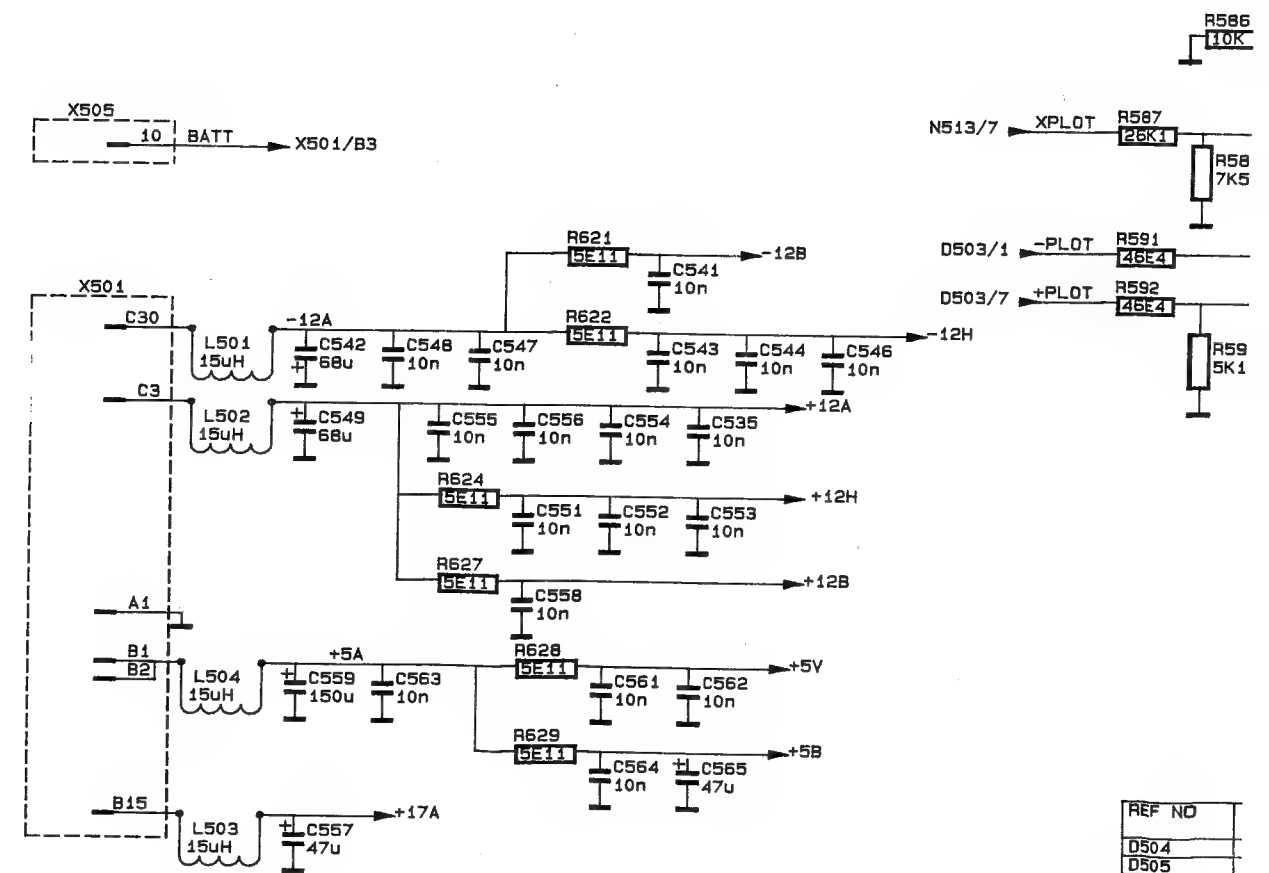 R586
10K
X505
10 BATT
X501/B3
N513/7 XPLOT
R587
26K1
R58
7K5
R621
5E11
-12B
C541
10n
D503/1 -PLOT
R591
46E4
D503/7 +PLOT
R592
46E4
X501
C30
L501
15uH
-12A
C542
68u
C548
10n
C547
10n
R622
5E11
-12H
C543
10n
C544
10n
C546
10n
R59
5K1
C3
L502
15uH
C549
68u
+12A
C555
10n
C556
10n
C554
10n
C535
10n
R624
5E11
+12H
C551
10n
C552
10n
C553
10n
R627
5E11
+12B
C558
10n
A1
B1
B2
L504
15uH
+5A
C559
150u
C563
10n
R628
5E11
+5V
C561
10n
C562
10n
R629
5E11
+5B
C564
10n
C565
47u
B15
L503
15uH
+17A
C557
47u
REF NO
D504
D505